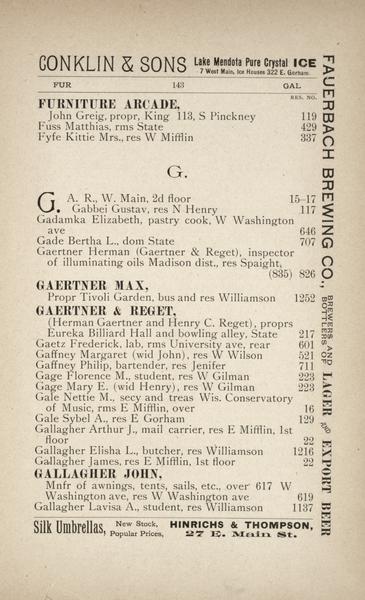 CONKLIN & SONS Lake Mendota Pure Crystal ICE
7 West Main, Ice Houses 322 E. Gorham.
FUR 143 GAL
RES. NO.
FURNITURE ARCADE,
John Greig, propr, King 113, S Pinckney 119
Fuss Matthias, rms State 429
Fyfe Kittie Mrs., res W Mifflin 337
G.
G. A. R., W. Main, 2d floor 15-17
Gabbei Gustav, res N Henry 117
Gadamka Elizabeth, pastry cook, W Washington
ave 646
Gade Bertha L., dom State 707
Gaertner Herman (Gaertner & Reget), inspector
of illuminating oils Madison dist., res Spaight,
(835) 826
GAERTNER MAX,
Propr Tivoli Garden, bus and res Williamson 1252
GAERTNER & REGET,
(Herman Gaertner and Henry C. Reget), proprs
Eureka Billiard Hall and bowling alley, State 217
Gaetz Frederick, lab, rms University ave, rear 601
Gaffney Margaret (wid John), res W Wilson 521
Gaffney Philip, bartender, res Jenifer 711
Gage Florence M., student, res W Gilman 223
Gage Mary E. (wid Henry), res W Gilman 223
Gale Nettie M., secy and treas Wis. Conservatory
of Music, rms E Mifflin, over 16
Gale Sybel A., res E Gorham 129
Gallagher Arthur J., mail carrier, res E Mifflin, 1st
floor 22
Gallagher Elisha L., butcher, res Williamson 1216
Gallagher James, res E Mifflin, 1st floor 22
GALLAGHER JOHN,
Mnfr of awnings, tents, sails, etc., over 617 W
Washington ave, res W Washington ave 619
Gallagher Lavisa A., student, res Williamson 1137
Silk Umbrellas, New Stock, Popular Prices, HINRICHS & THOMPSON,
27 E. Main St.
FAUERBACH BREWING CO., BREWERS AND BOTTLERS OF LAGER AND EXPORT BEER